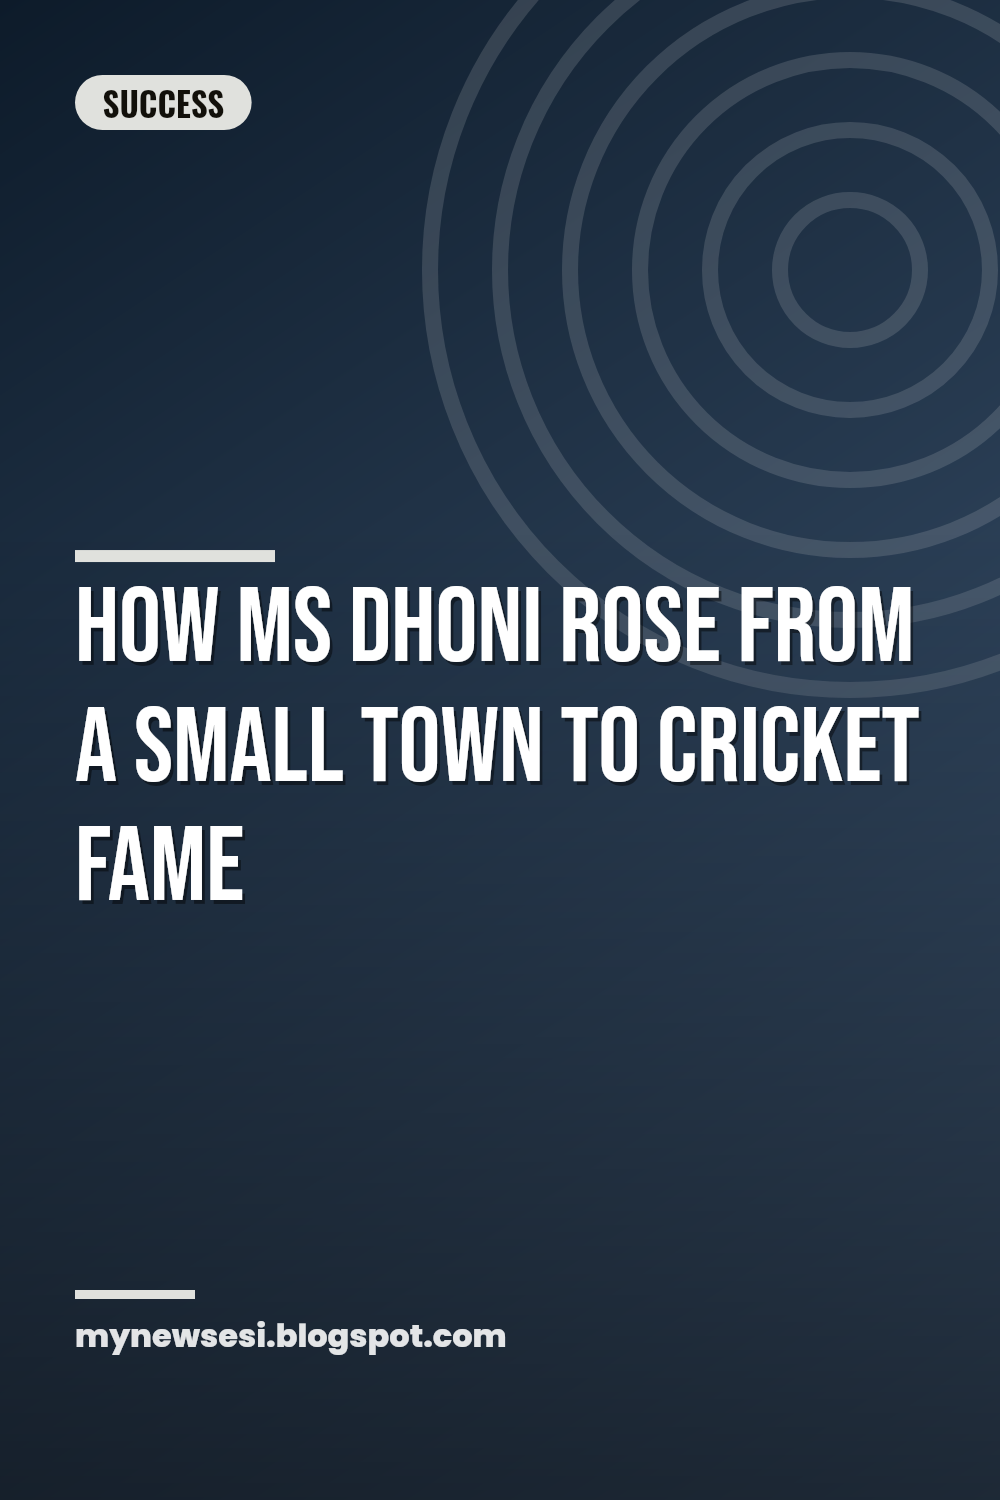 SUCCESS
HOW MS DHONI ROSE FROM
A SMALL TOWN TO CRICKET
FAME
mynewsesi.blogspot.com